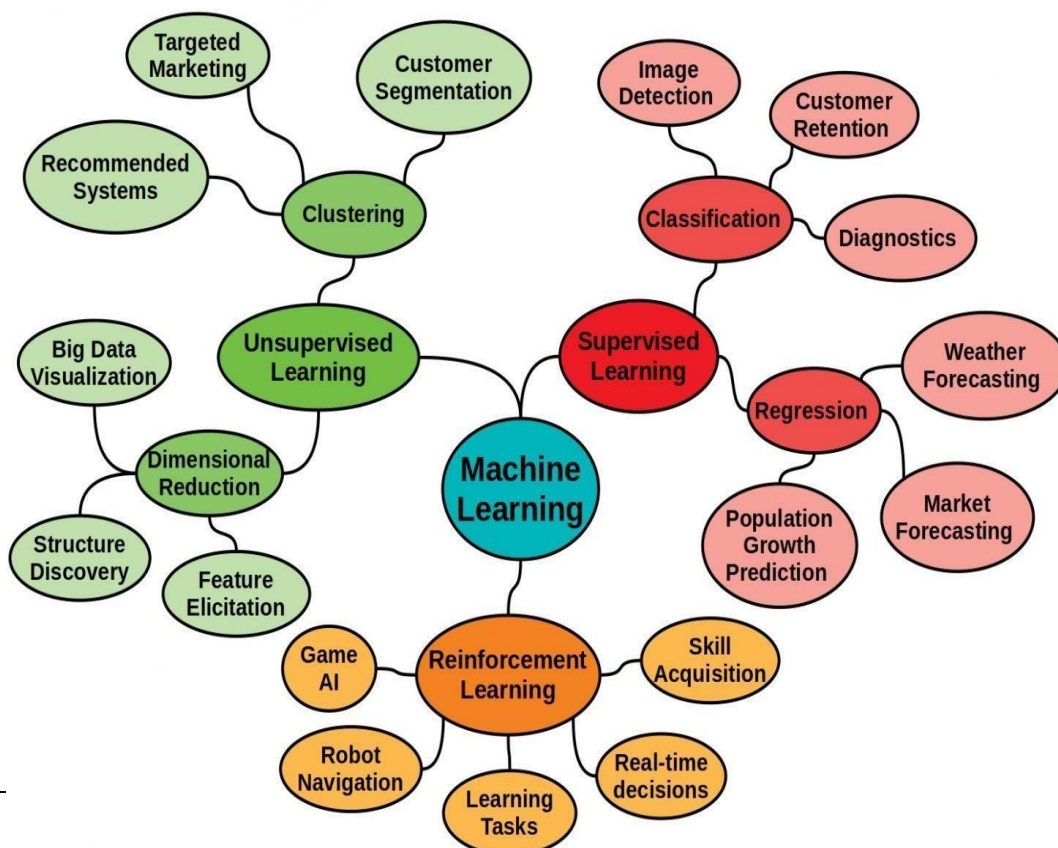 Targeted
Marketing
Customer
Segmentation
Recommended
Systems
Clustering
Unsupervised
Learning
Big Data
Visualization
Dimensional
Reduction
Structure
Discovery
Feature
Elicitation
Image
Detection
Customer
Retention
Classification
Diagnostics
Supervised
Learning
Weather
Forecasting
Regression
Population
Growth
Prediction
Market
Forecasting
Machine
Learning
Reinforcement
Learning
Game
AI
Skill
Acquisition
Robot
Navigation
Learning
Tasks
Real-time
decisions